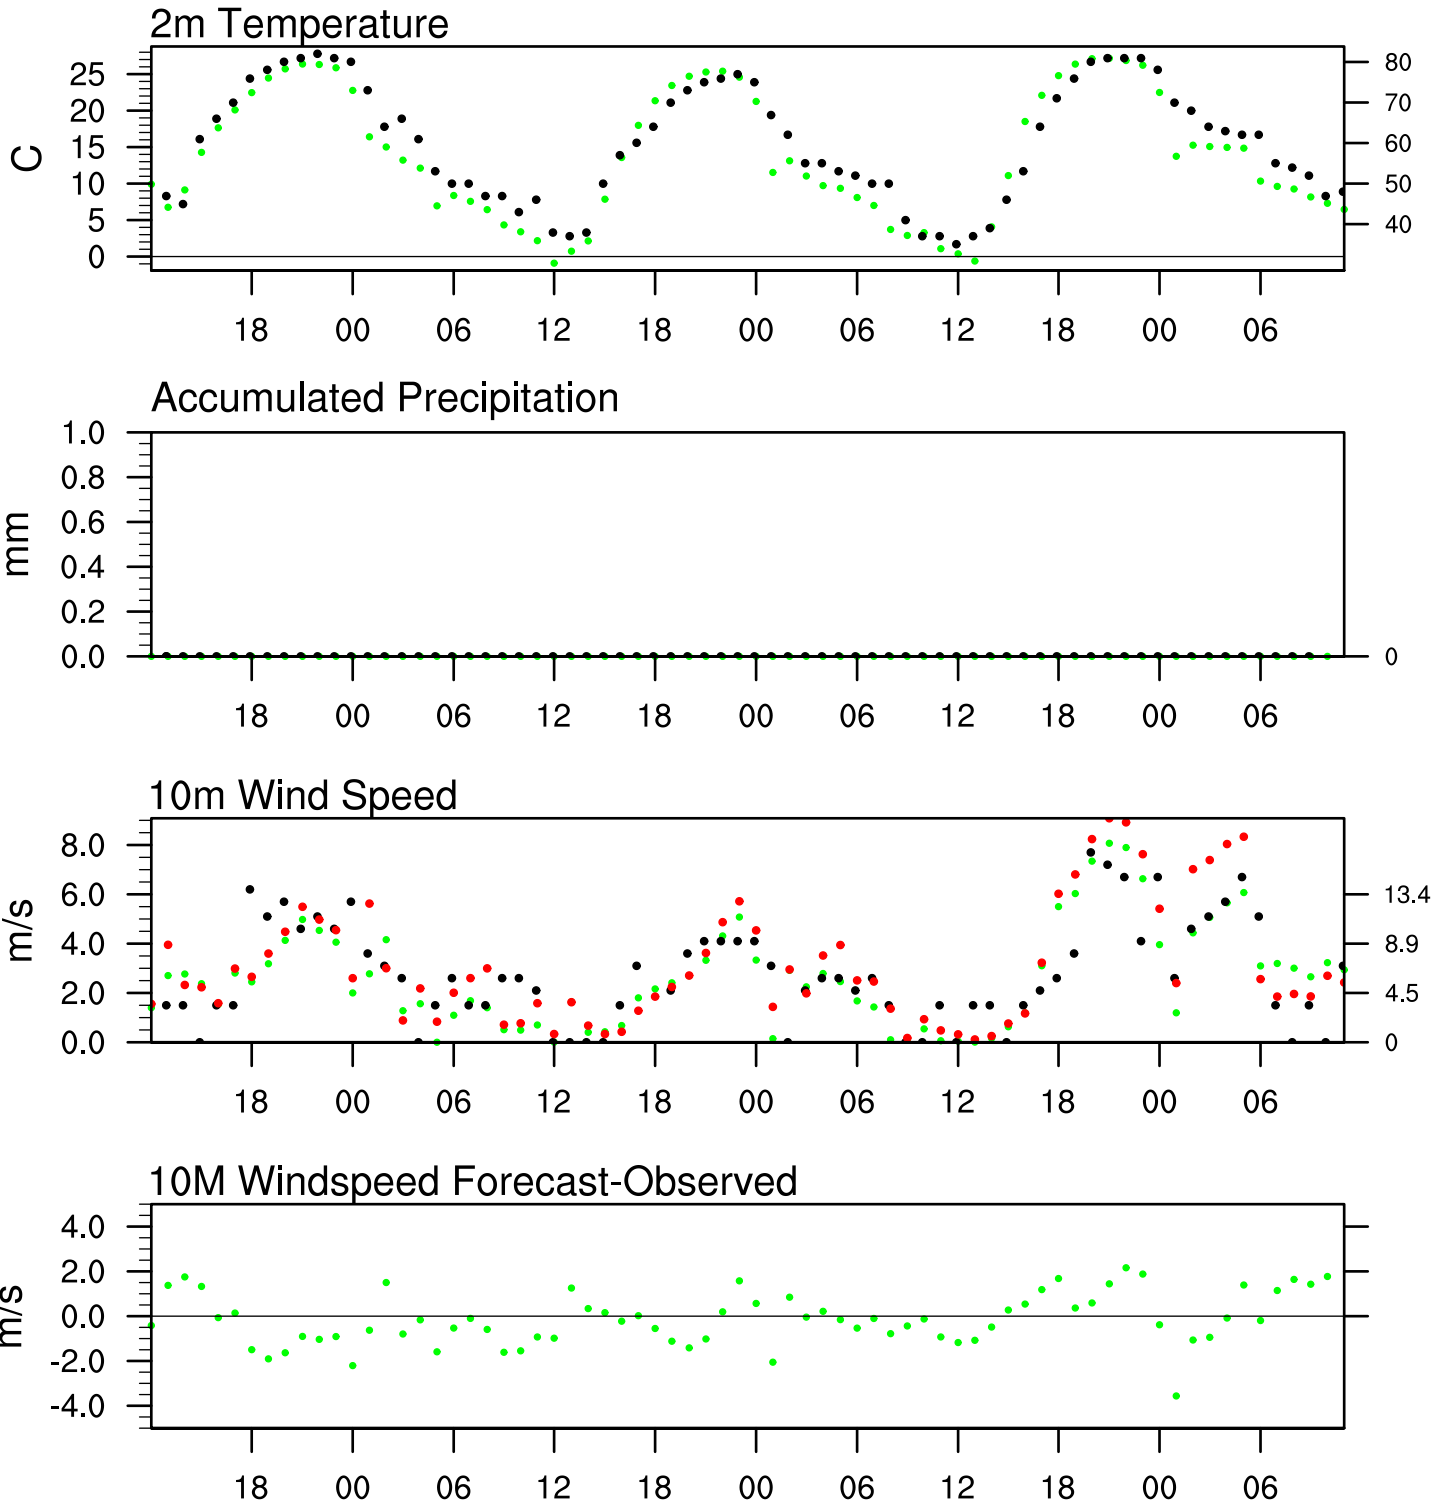 2m Temperature
25
20
15
10
5
0
C
80
70
60
50
40
18 00 06 12 18 00 06 12 18 00 06
Accumulated Precipitation
1.0
0.8
0.6
0.4
0.2
0.0
mm
0
18 00 06 12 18 00 06 12 18 00 06
10m Wind Speed
8.0
6.0
4.0
2.0
0.0
m/s
13.4
8.9
4.5
0
18 00 06 12 18 00 06 12 18 00 06
10M Windspeed Forecast-Observed
4.0
2.0
0.0
-2.0
-4.0
m/s
18 00 06 12 18 00 06 12 18 00 06